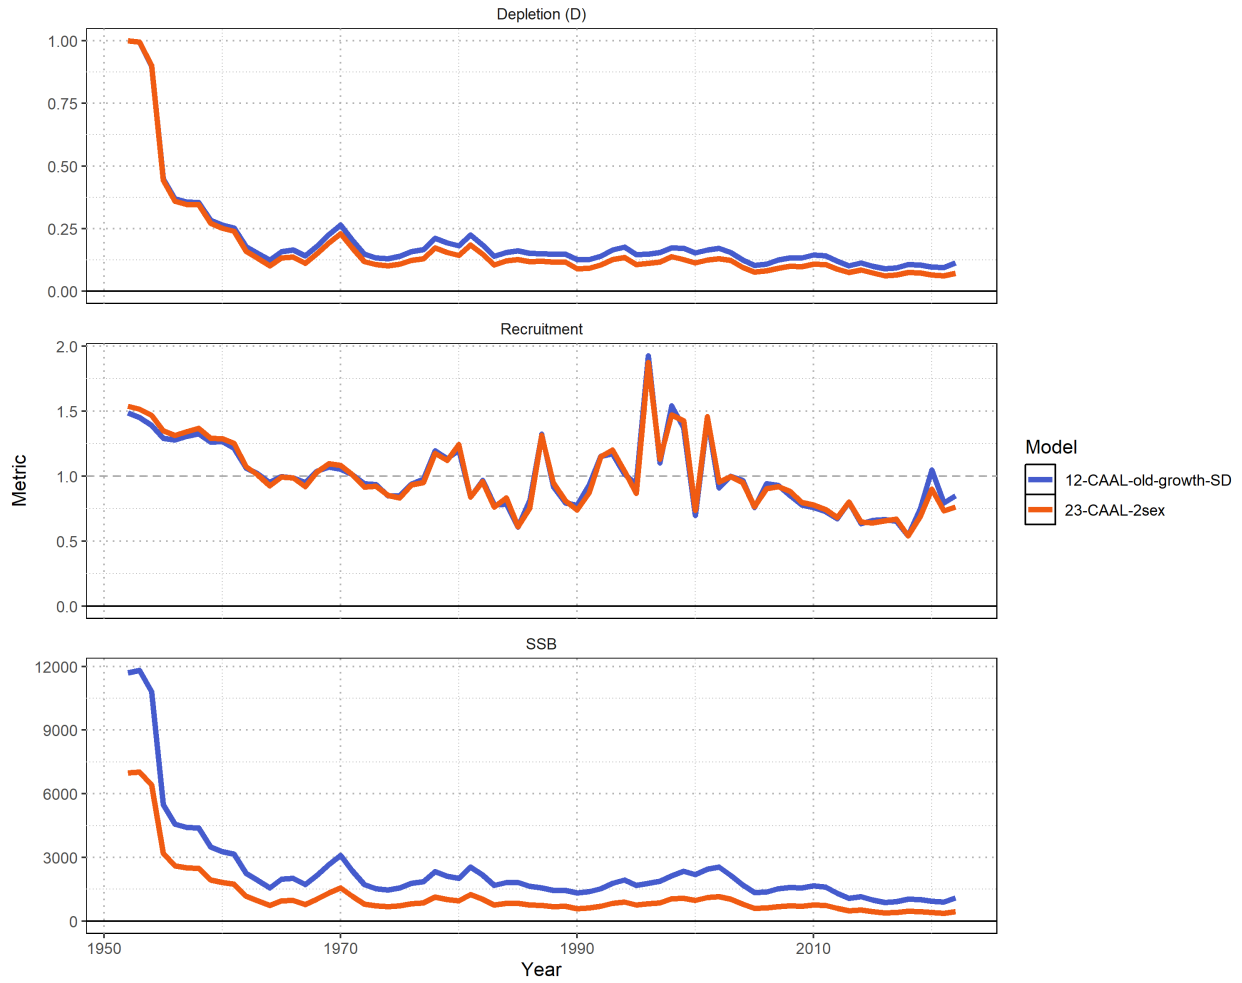 Depletion (D)
1.00
0.75
0.50
0.25
0.00
Recruitment
2.0
1.5
1.0
0.5
0.0
SSB
12000
9000
6000
3000
0
1950
1970
1990
2010
Year
Metric
Model
12-CAAL-old-growth-SD
23-CAAL-2sex